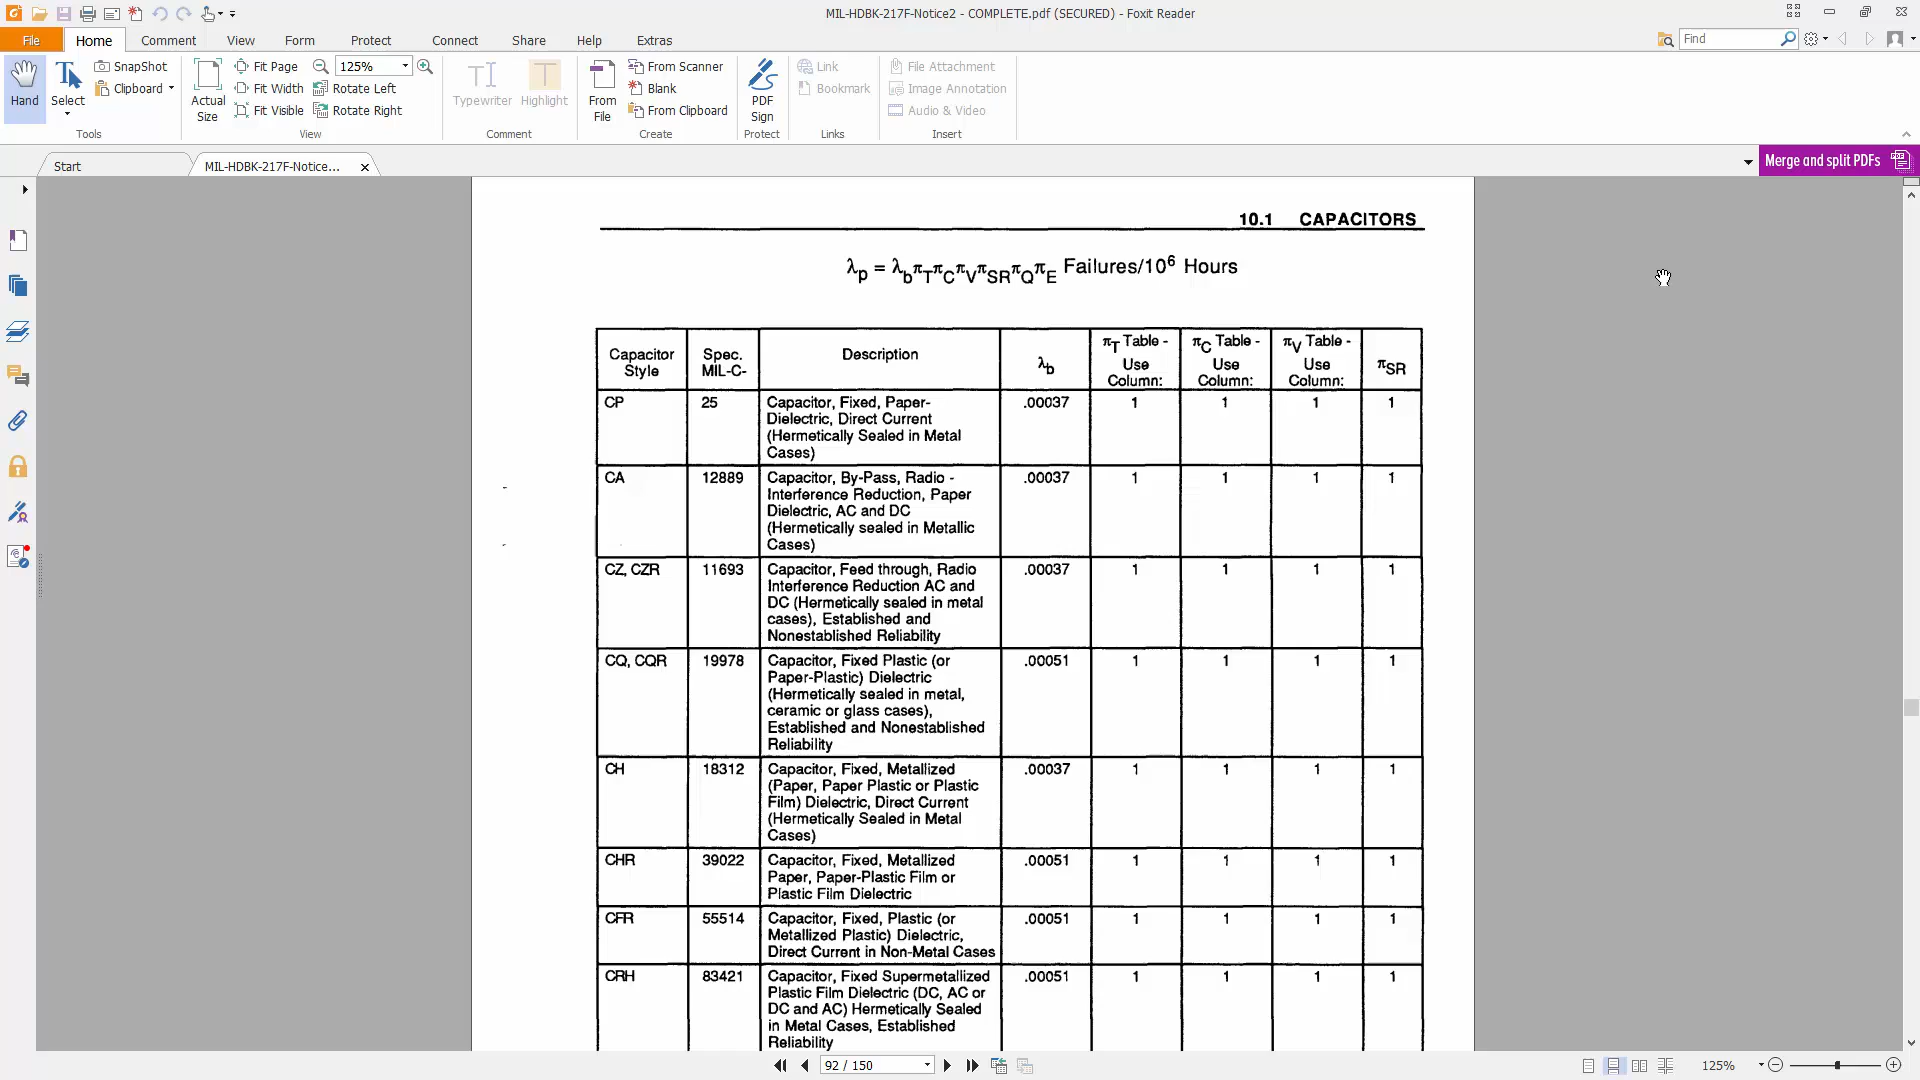 MIL-HDBK-217F-Notice2 - COMPLETE.pdf (SECURED) - Foxit Reader
File Home Comment View Form Protect Connect Share Help Extras
Find
Hand
Select
SnapShot
Clipboard
Tools
Actual
Size
Fit Page
Fit Width
Fit Visible
125%
Rotate Left
Rotate Right
View
Typewriter
Highlight
Comment
From
File
From Scanner
Blank
From Clipboard
Create
PDF
Sign
Protect
Link
Bookmark
Links
File Attachment
Image Annotation
Audio & Video
Insert
Start
MIL-HDBK-217F-Notice...
Merge and split PDFs
10.1 CAPACITORS
λp = λbπTπCπVπSRπQπE Failures/10⁶ Hours
Capacitor
Style
Spec.
MIL-C-
Description
λb
πT Table -
Use
Column:
πC Table -
Use
Column:
πV Table -
Use
Column:
πSR
CP 25 Capacitor, Fixed, Paper- .00037 1 1 1 1
Dielectric, Direct Current
(Hermetically Sealed in Metal
Cases)
CA 12889 Capacitor, By-Pass, Radio - .00037 1 1 1 1
Interference Reduction, Paper
Dielectric, AC and DC
(Hermetically sealed in Metallic
Cases)
CZ, CZR 11693 Capacitor, Feed through, Radio .00037 1 1 1 1
Interference Reduction AC and
DC (Hermetically sealed in metal
cases), Established and
Nonestablished Reliability
CQ, CQR 19978 Capacitor, Fixed Plastic (or .00051 1 1 1 1
Paper-Plastic) Dielectric
(Hermetically sealed in metal,
ceramic or glass cases),
Established and Nonestablished
Reliability
CH 18312 Capacitor, Fixed, Metallized .00037 1 1 1 1
(Paper, Paper Plastic or Plastic
Film) Dielectric, Direct Current
(Hermetically Sealed in Metal
Cases)
CHR 39022 Capacitor, Fixed, Metallized .00051 1 1 1 1
Paper, Paper-Plastic Film or
Plastic Film Dielectric
CFR 55514 Capacitor, Fixed, Plastic (or .00051 1 1 1 1
Metallized Plastic) Dielectric,
Direct Current in Non-Metal Cases
CRH 83421 Capacitor, Fixed Supermetallized .00051 1 1 1 1
Plastic Film Dielectric (DC, AC or
DC and AC) Hermetically Sealed
in Metal Cases, Established
Reliability
92 / 150
125%